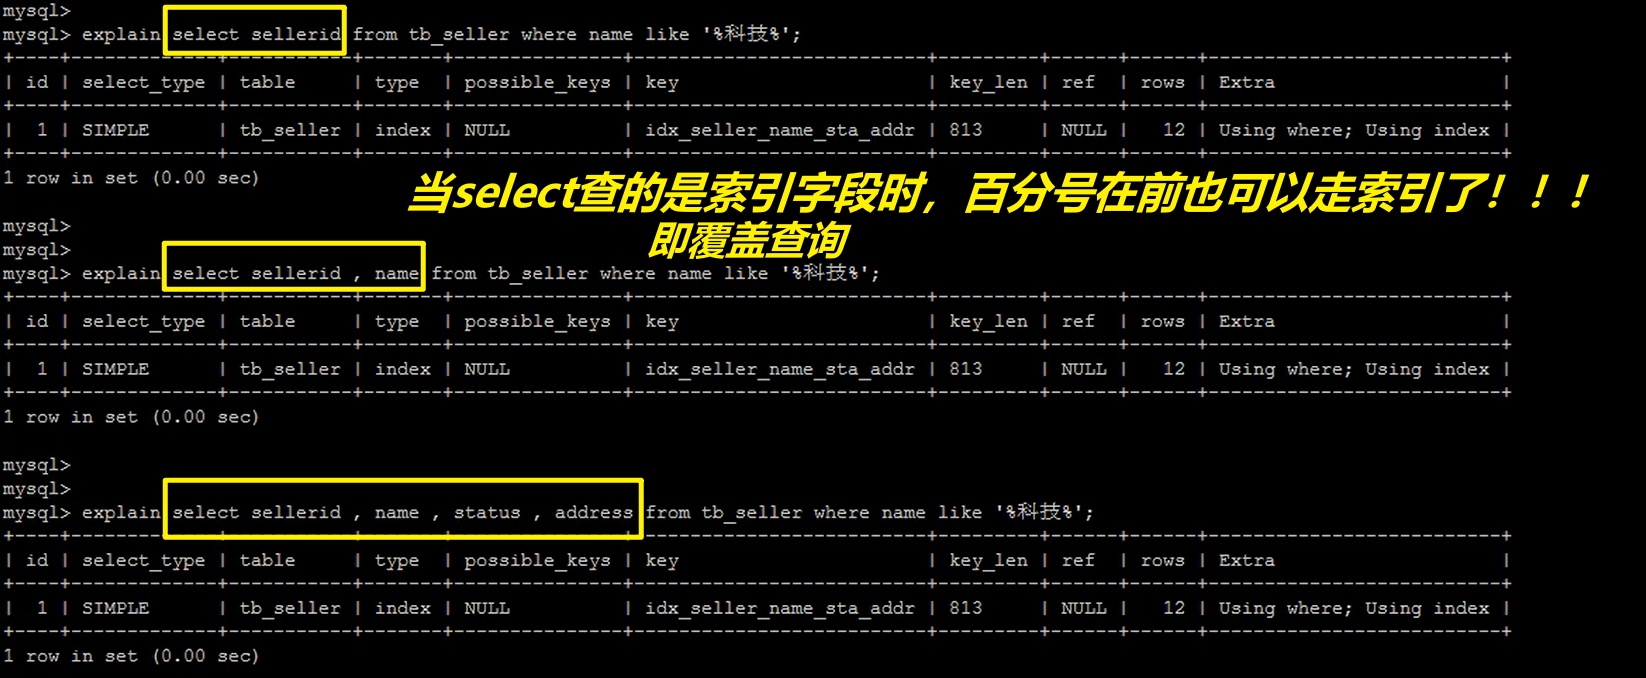 mysql>
mysql> explain select sellerid from tb_seller where name like '%科技%';
+----+-------------+-----------+-------+---------------+--------------------------+---------+------+------+--------------------------+
| id | select_type | table | type | possible_keys | key | key_len | ref | rows | Extra |
+----+-------------+-----------+-------+---------------+--------------------------+---------+------+------+--------------------------+
| 1 | SIMPLE | tb_seller | index | NULL | idx_seller_name_sta_addr | 813 | NULL | 12 | Using where; Using index |
+----+-------------+-----------+-------+---------------+--------------------------+---------+------+------+--------------------------+
1 row in set (0.00 sec)
当select查的是索引字段时，百分号在前也可以走索引了！！！
mysql>
即覆盖查询
mysql>
mysql> explain select sellerid , name from tb_seller where name like '%科技%';
+----+-------------+-----------+-------+---------------+--------------------------+---------+------+------+--------------------------+
| id | select_type | table | type | possible_keys | key | key_len | ref | rows | Extra |
+----+-------------+-----------+-------+---------------+--------------------------+---------+------+------+--------------------------+
| 1 | SIMPLE | tb_seller | index | NULL | idx_seller_name_sta_addr | 813 | NULL | 12 | Using where; Using index |
+----+-------------+-----------+-------+---------------+--------------------------+---------+------+------+--------------------------+
1 row in set (0.00 sec)
mysql>
mysql>
mysql> explain select sellerid , name , status , address from tb_seller where name like '%科技%';
+----+-------------+-----------+-------+---------------+--------------------------+---------+------+------+--------------------------+
| id | select_type | table | type | possible_keys | key | key_len | ref | rows | Extra |
+----+-------------+-----------+-------+---------------+--------------------------+---------+------+------+--------------------------+
| 1 | SIMPLE | tb_seller | index | NULL | idx_seller_name_sta_addr | 813 | NULL | 12 | Using where; Using index |
+----+-------------+-----------+-------+---------------+--------------------------+---------+------+------+--------------------------+
1 row in set (0.00 sec)